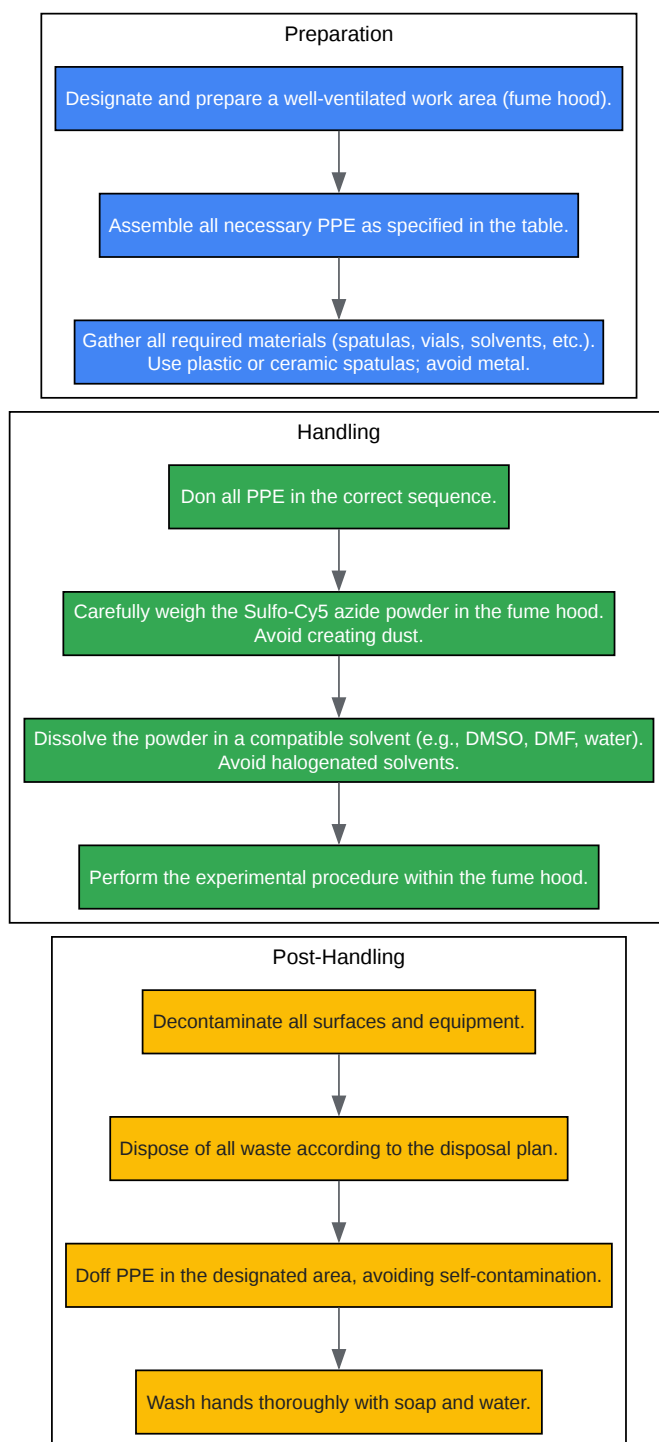 Preparation
Designate and prepare a well-ventilated work area (fume hood).
Assemble all necessary PPE as specified in the table.
Gather all required materials (spatulas, vials, solvents, etc.).
Use plastic or ceramic spatulas; avoid metal.
Handling
Don all PPE in the correct sequence.
Carefully weigh the Sulfo-Cy5 azide powder in the fume hood.
Avoid creating dust.
Dissolve the powder in a compatible solvent (e.g., DMSO, DMF, water).
Avoid halogenated solvents.
Perform the experimental procedure within the fume hood.
Post-Handling
Decontaminate all surfaces and equipment.
Dispose of all waste according to the disposal plan.
Doff PPE in the designated area, avoiding self-contamination.
Wash hands thoroughly with soap and water.